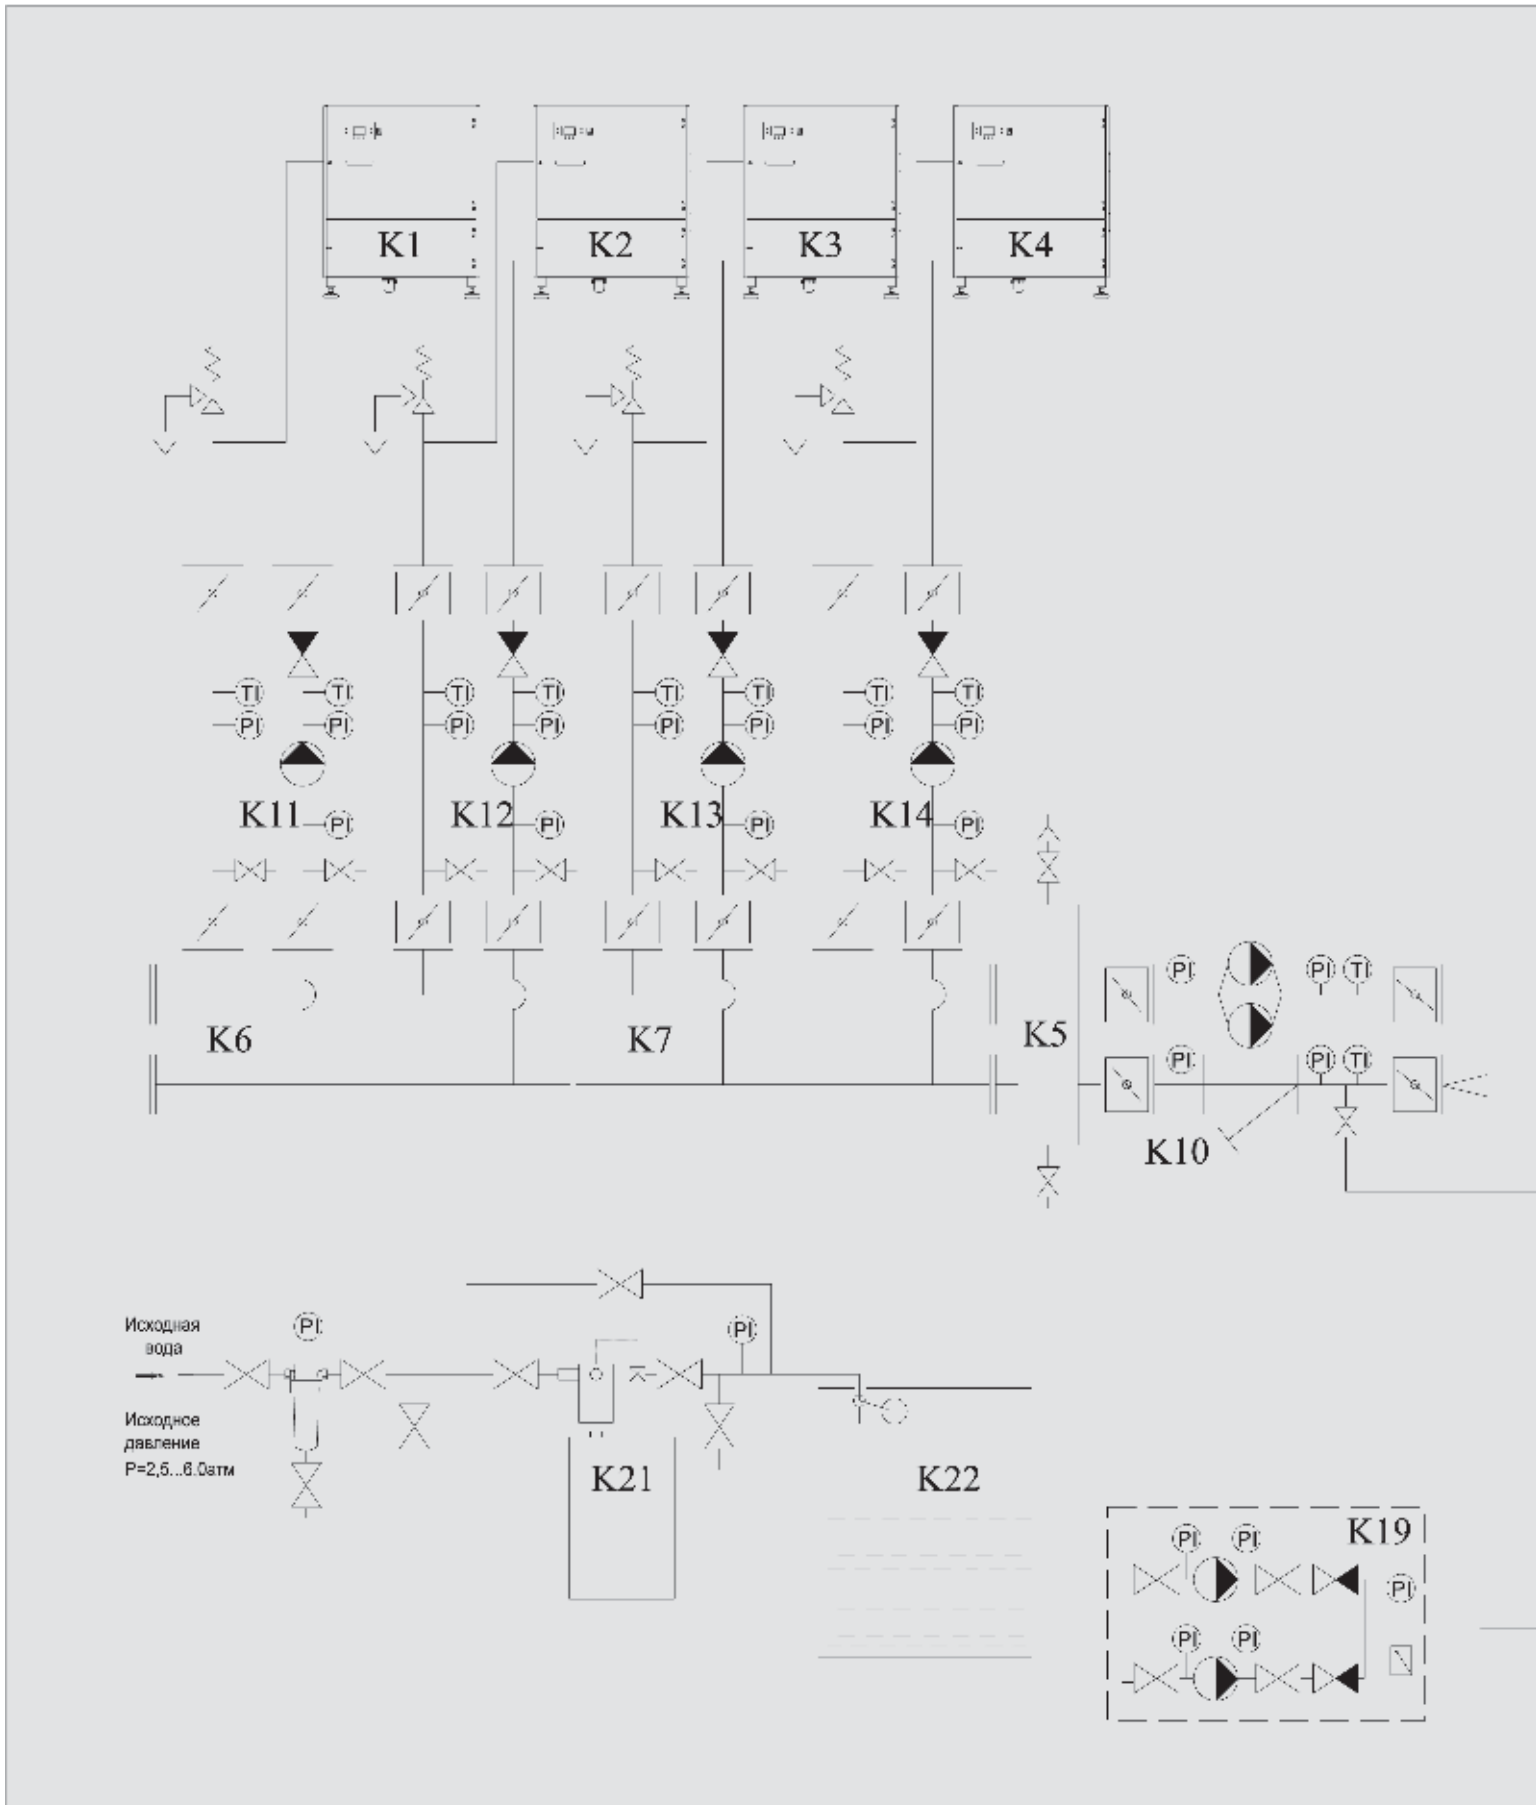 K1 K2 K3 K4
TI TI TI TI TI TI TI TI
PI PI PI PI PI PI PI PI
K11 PI K12 PI K13 PI K14 PI
PI PI TI
K6 K7 K5
PI PI TI
K10
Исходная
вода
PI PI
Исходное
давление
P=2,5...6.0атм
K21 K22
K19
PI PI
PI
PI PI